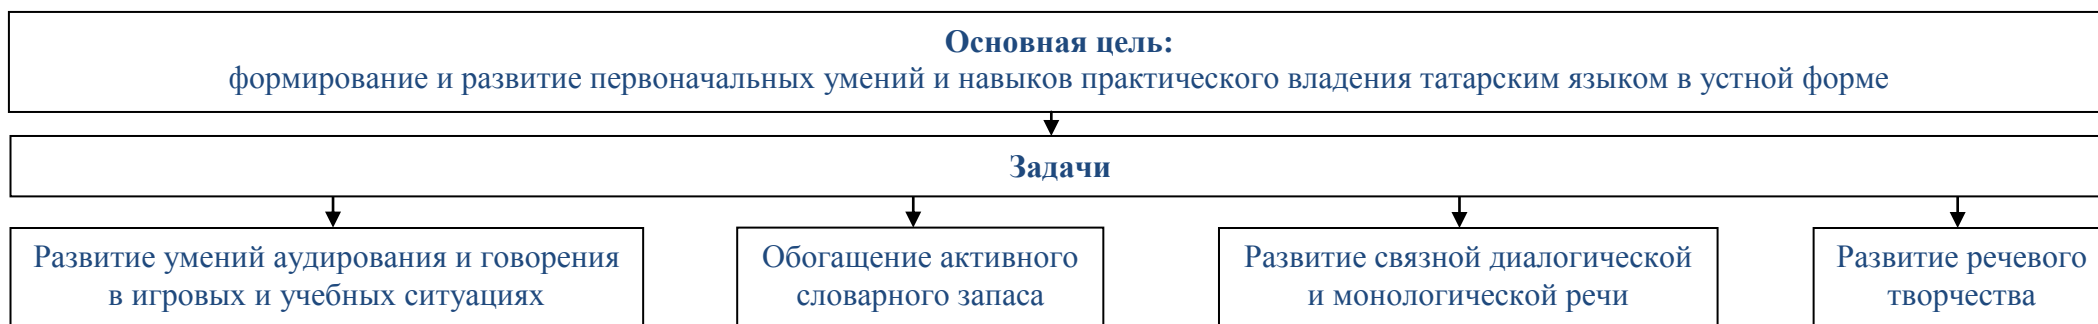 Основная цель:
формирование и развитие первоначальных умений и навыков практического владения татарским языком в устной форме
Задачи
Развитие умений аудирования и говорения
в игровых и учебных ситуациях
Обогащение активного
словарного запаса
Развитие связной диалогической
и монологической речи
Развитие речевого
творчества